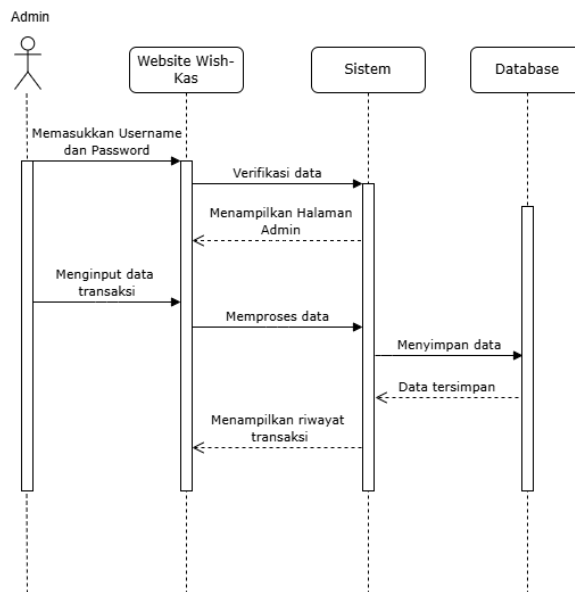 Admin
Website Wish-
Kas
Sistem
Database
Memasukkan Username
dan Password
Verifikasi data
Menampilkan Halaman
Admin
Menginput data
transaksi
Memproses data
Menyimpan data
Data tersimpan
Menampilkan riwayat
transaksi